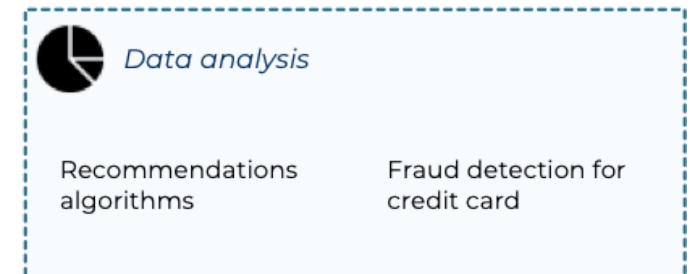 Data analysis
Recommendations
algorithms
Fraud detection for
credit card